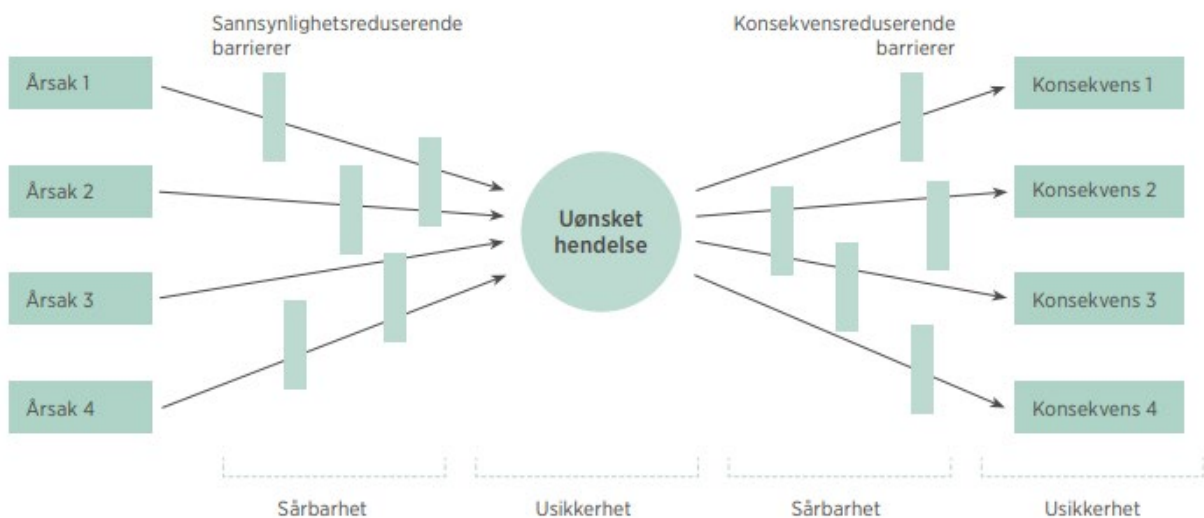 Sannsynlighetsreduserende
barrierer
Konsekvensreduserende
barrierer
Årsak 1
Årsak 2
Årsak 3
Årsak 4
Uønsket
hendelse
Konsekvens 1
Konsekvens 2
Konsekvens 3
Konsekvens 4
Sårbarhet
Usikkerhet
Sårbarhet
Usikkerhet